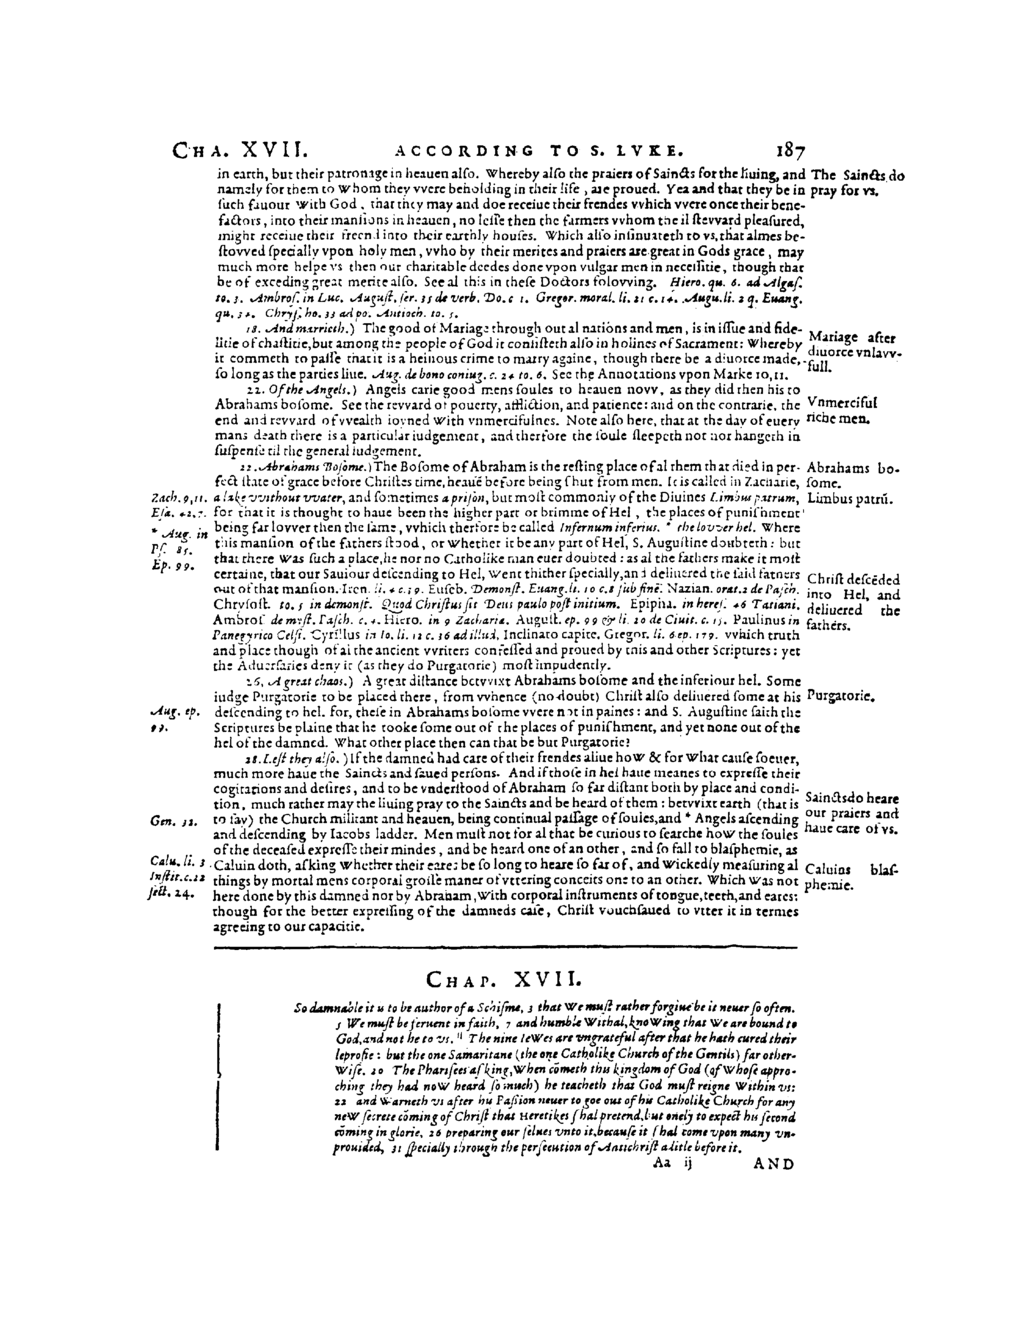 CHA. XVII. ACCORDING TO S. LVKE. 187
in earth, but their patronage in heauen alſo. Whereby alſo the praiers of Sainċts for the liuing, and
namely for them to whom they vvere beholding in their life, are proued. Yea and that they be in
ſuch fauour with God, that they may and doe receiue their frendes vvhich vvere once their bene-
factors, into their manſions in heauen, no leſſe then the farmers vvhom the il ſtevvard pleaſured,
might receiue their freend into their earthly houſes. Which alſo inſinuateth to vs, that almes be-
ſtovved ſpecially vpon holy men, vvho by their merites and praiers are great in Gods grace, may
much more helpe vs then our charitable deedes done vpon vulgar men in neceſſitie, though that
be of exceding great merite alſo. See al this in theſe Doctors folovving. Hiero. qu. 6. ad Algaſ.
to. 3. Ambroſ. in Luc. Auguſt. ſer. 35 de verb. Do. c 1. Gregor. moral. li. 21 c. 14. Augu. li. 2 q. Euang.
qu. 34. Chryſ. ho. 33 ad po. Antioch. to. 5.
The Sainċts do
pray for vs.
18. And marrieth.) The good of Mariage through out al nations and men, is in iſſue and fide-
litie of chaſtitie, but among the people of God it conſiſteth alſo in holines of Sacrament: Whereby
it commeth to paſſe that it is a heinous crime to marry againe, though there be a diuorce made,
ſo long as the parties liue. Aug. de bono coniug. c. 24 to. 6. See the Annotations vpon Marke 10, 11.
Mariage after
diuorce vnlavv-
full.
22. Of the Angels.) Angels carie good mens ſoules to heauen novv, as they did then his to
Abrahams boſome. See the revvard of pouerty, affliction, and patience: and on the contrarie, the
end and revvard of vvealth ioyned with vnmercifulnes. Note alſo here, that at the day of euery
mans death there is a particular iudgement, and therfore the ſoule ſleepeth not nor hangeth in
ſuſpenſe til the general iudgement.
Vnmerciful
riche men.
22. Abrahams Boſome.) The Boſome of Abraham is the reſting place of al them that died in per-
fect ſtate of grace before Chriſtes time, heauē before being ſhut from men. It is called in Zacharie,
a lake vvithout vvater, and ſometimes a priſon, but moſt commonly of the Diuines Limbus patrum,
for that it is thought to haue been the higher part or brimme of Hel, the places of puniſhment
being far lovver then the ſame, vvhich therfore be called Infernum inferius. * the lovver hel. Where
this manſion of the fathers ſtood, or whether it be any part of Hel, S. Auguſtine doubteth: but
that there was ſuch a place, he nor no Catholike man euer doubted: as al the fathers make it moſt
certaine, that our Sauiour deſcending to Hel, went thither ſpecially, and deliuered the ſaid fathers
out of that manſion. Iren. li. 4 c. 39. Euſeb. Demonſt. Euang. li. 10 c. 8 ſub finē. Nazian. orat. 2 de Paſch.
Chryſoſt. to. 5 in demonſt. Quod Chriſtus ſit Deus paulo poſt initium. Epipha. in hereſ. 46 Tatiani.
Ambroſ de myſt. Paſch. c. 4. Hiero. in 9 Zacharia. Auguſt. ep. 99 & li. 20 de Ciuit. c. 15. Paulinus in
Panegyrico Celſi. Cyrillus in Io. li. 12 c. 36 ad illud, Inclinato capite. Gregor. li. 6 ep. 179. vvhich truth
and place though of al the ancient vvriters confeſſed and proued by this and other Scriptures: yet
the Aduerſaries deny it (as they do Purgatorie) moſt impudently.
Abrahams bo-
ſome.
Limbus patrū.
Zach. 9, 11.
Eſa. 42, 7.
* Aug. in
Pſ. 85.
Ep. 99.
Chriſt deſcēded
into Hel, and
deliuered the
fathers.
26. A great chaos.) A great diſtance betvvixt Abrahams boſome and the inferiour hel. Some
iudge Purgatorie to be placed there, from vvhence (no doubt) Chriſt alſo deliuered ſome at his
deſcending to hel. for, theſe in Abrahams boſome vvere not in paines: and S. Auguſtine ſaith the
Scriptures be plaine that he tooke ſome out of the places of puniſhment, and yet none out of the
hel of the damned. What other place then can that be but Purgatorie?
Purgatorie.
Aug. ep.
99.
28. Leſt they alſo.) If the damned had care of their frendes aliue how & for what cauſe ſoeuer,
much more haue the Sainċts and ſaued perſons. And if thoſe in hel haue meanes to expreſſe their
cogitations and deſires, and to be vnderſtood of Abraham ſo far diſtant both by place and condi-
tion, much rather may the liuing pray to the Sainċts and be heard of them: betvvixt earth (that is
to ſay) the Church militant and heauen, being continual paſſage of ſoules, and * Angels aſcending
and deſcending by Iacobs ladder. Men muſt not for al that be curious to ſearche how the ſoules
of the deceaſed expreſſe their mindes, and be heard one of an other, and ſo fall to blaſphemie, as
Caluin doth, aſking whether their eares be ſo long to heare ſo far of, and wickedly meaſuring al
things by mortal mens corporal groſſe maner of vttering conceits one to an other. Which was not
here done by this damned nor by Abraham, with corporal inſtruments of tongue, teeth, and eares:
though for the better expreſſing of the damneds caſe, Chriſt vouchſaued to vtter it in termes
agreeing to our capacitie.
Sainċts do heare
our praiers and
haue care of vs.
Gen. 32.
Calu. li. 3
Inſtit. c. 22
ſect. 24.
Caluins blaſ-
phemie.
CHAP. XVII.
So damnable it is to be author of a Schiſme, 3 that we muſt rather forgiue be it neuer ſo often.
5 We muſt be feruent in faith, 7 and humble withal, knowing that we are bound to
God, and not he to vs. 11 The nine Iewes are vngrateful after that he hath cured their
leproſie: but the one Samaritane (the one Catholike Church of the Gentils) far other-
wiſe. 20 The Phariſees aſking, when cōmeth this kingdom of God (of whoſe appro-
ching they had now heard ſo much) he teacheth that God muſt reigne within vs:
22 and warneth vs after his Paſsion neuer to goe out of his Catholike Church for any
new ſecrete cōming of Chriſt that Heretikes ſhal pretend, but onely to expect his ſecond
cōming in glorie, 26 preparing our ſelues vnto it, becauſe it ſhal come vpon many vn-
prouided, 31 ſpecially through the perſecution of Antichriſt a litle before it.
Aa ij AND